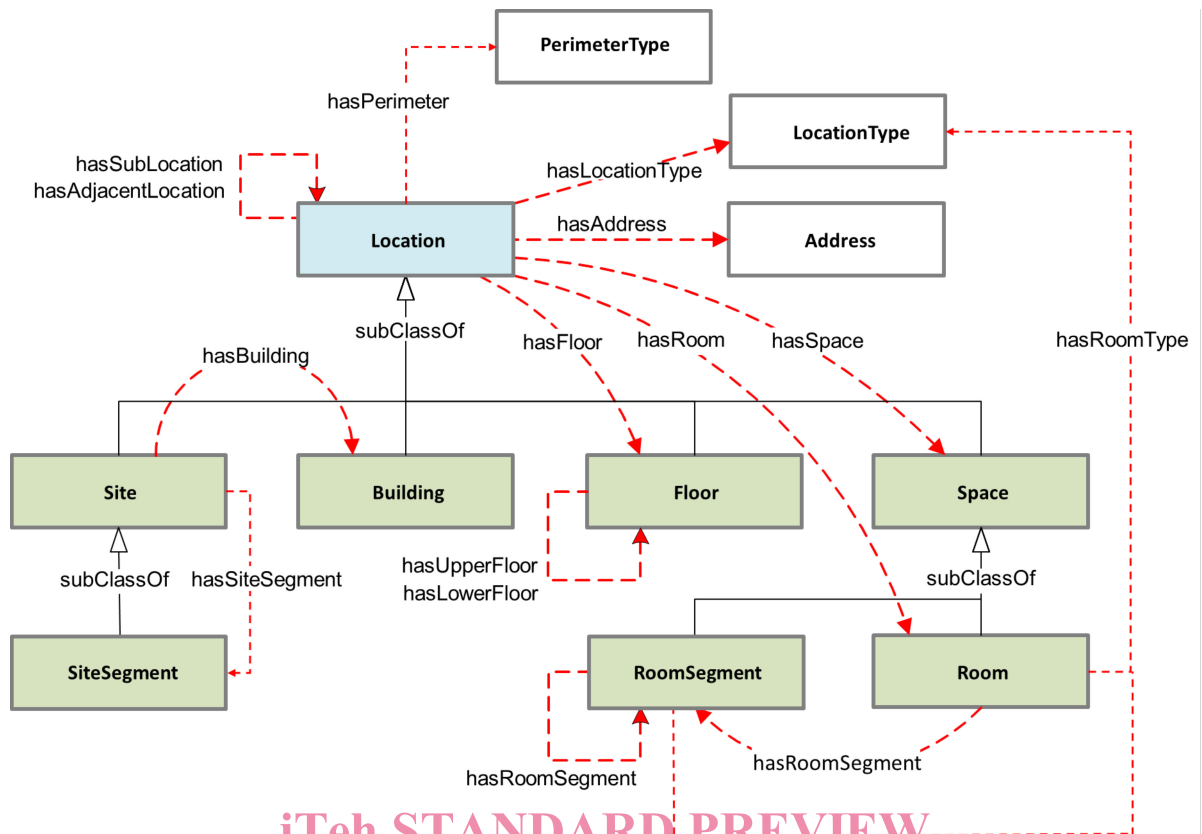 PerimeterType
hasPerimeter
LocationType
hasSubLocation
hasAdjacentLocation
hasLocationType
hasAddress
Location
Address
subClassOf
hasFloor
hasRoom
hasSpace
hasRoomType
hasBuilding
Site
Building
Floor
Space
subClassOf
hasSiteSegment
hasUpperFloor
hasLowerFloor
subClassOf
SiteSegment
RoomSegment
Room
hasRoomSegment
hasRoomSegment
iTeh STANDARD PREVIEW